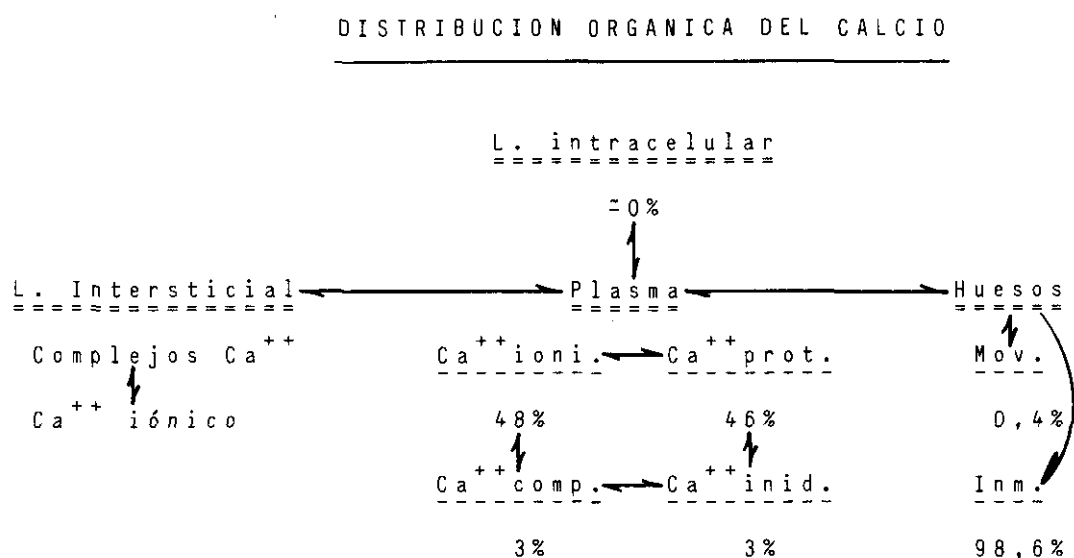 DISTRIBUCION ORGANICA DEL CALCIO
L. intracelular
≃0%
L. Intersticial Plasma Huesos
Complejos Ca++ Ca++ioni. Ca++prot. Mov.
Ca++ iónico 48% 46% 0,4%
Ca++comp. Ca++inid. Inm.
3% 3% 98,6%